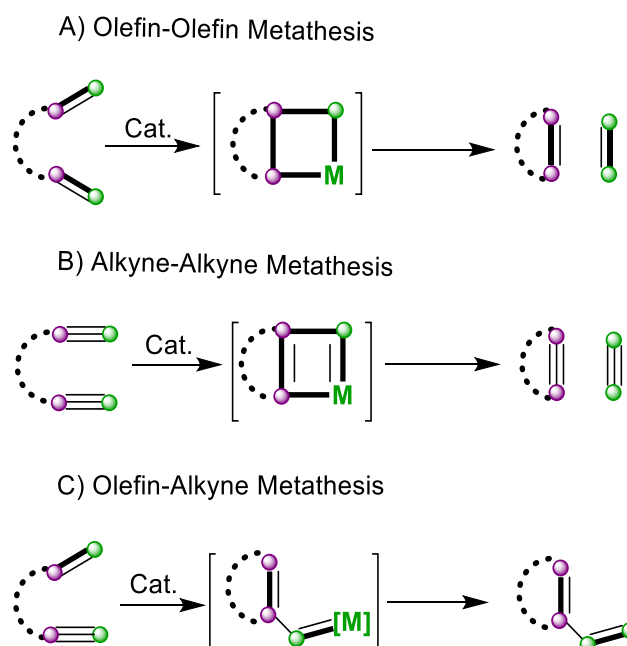 A) Olefin-Olefin Metathesis
Cat.
M
B) Alkyne-Alkyne Metathesis
Cat.
M
C) Olefin-Alkyne Metathesis
Cat.
[M]